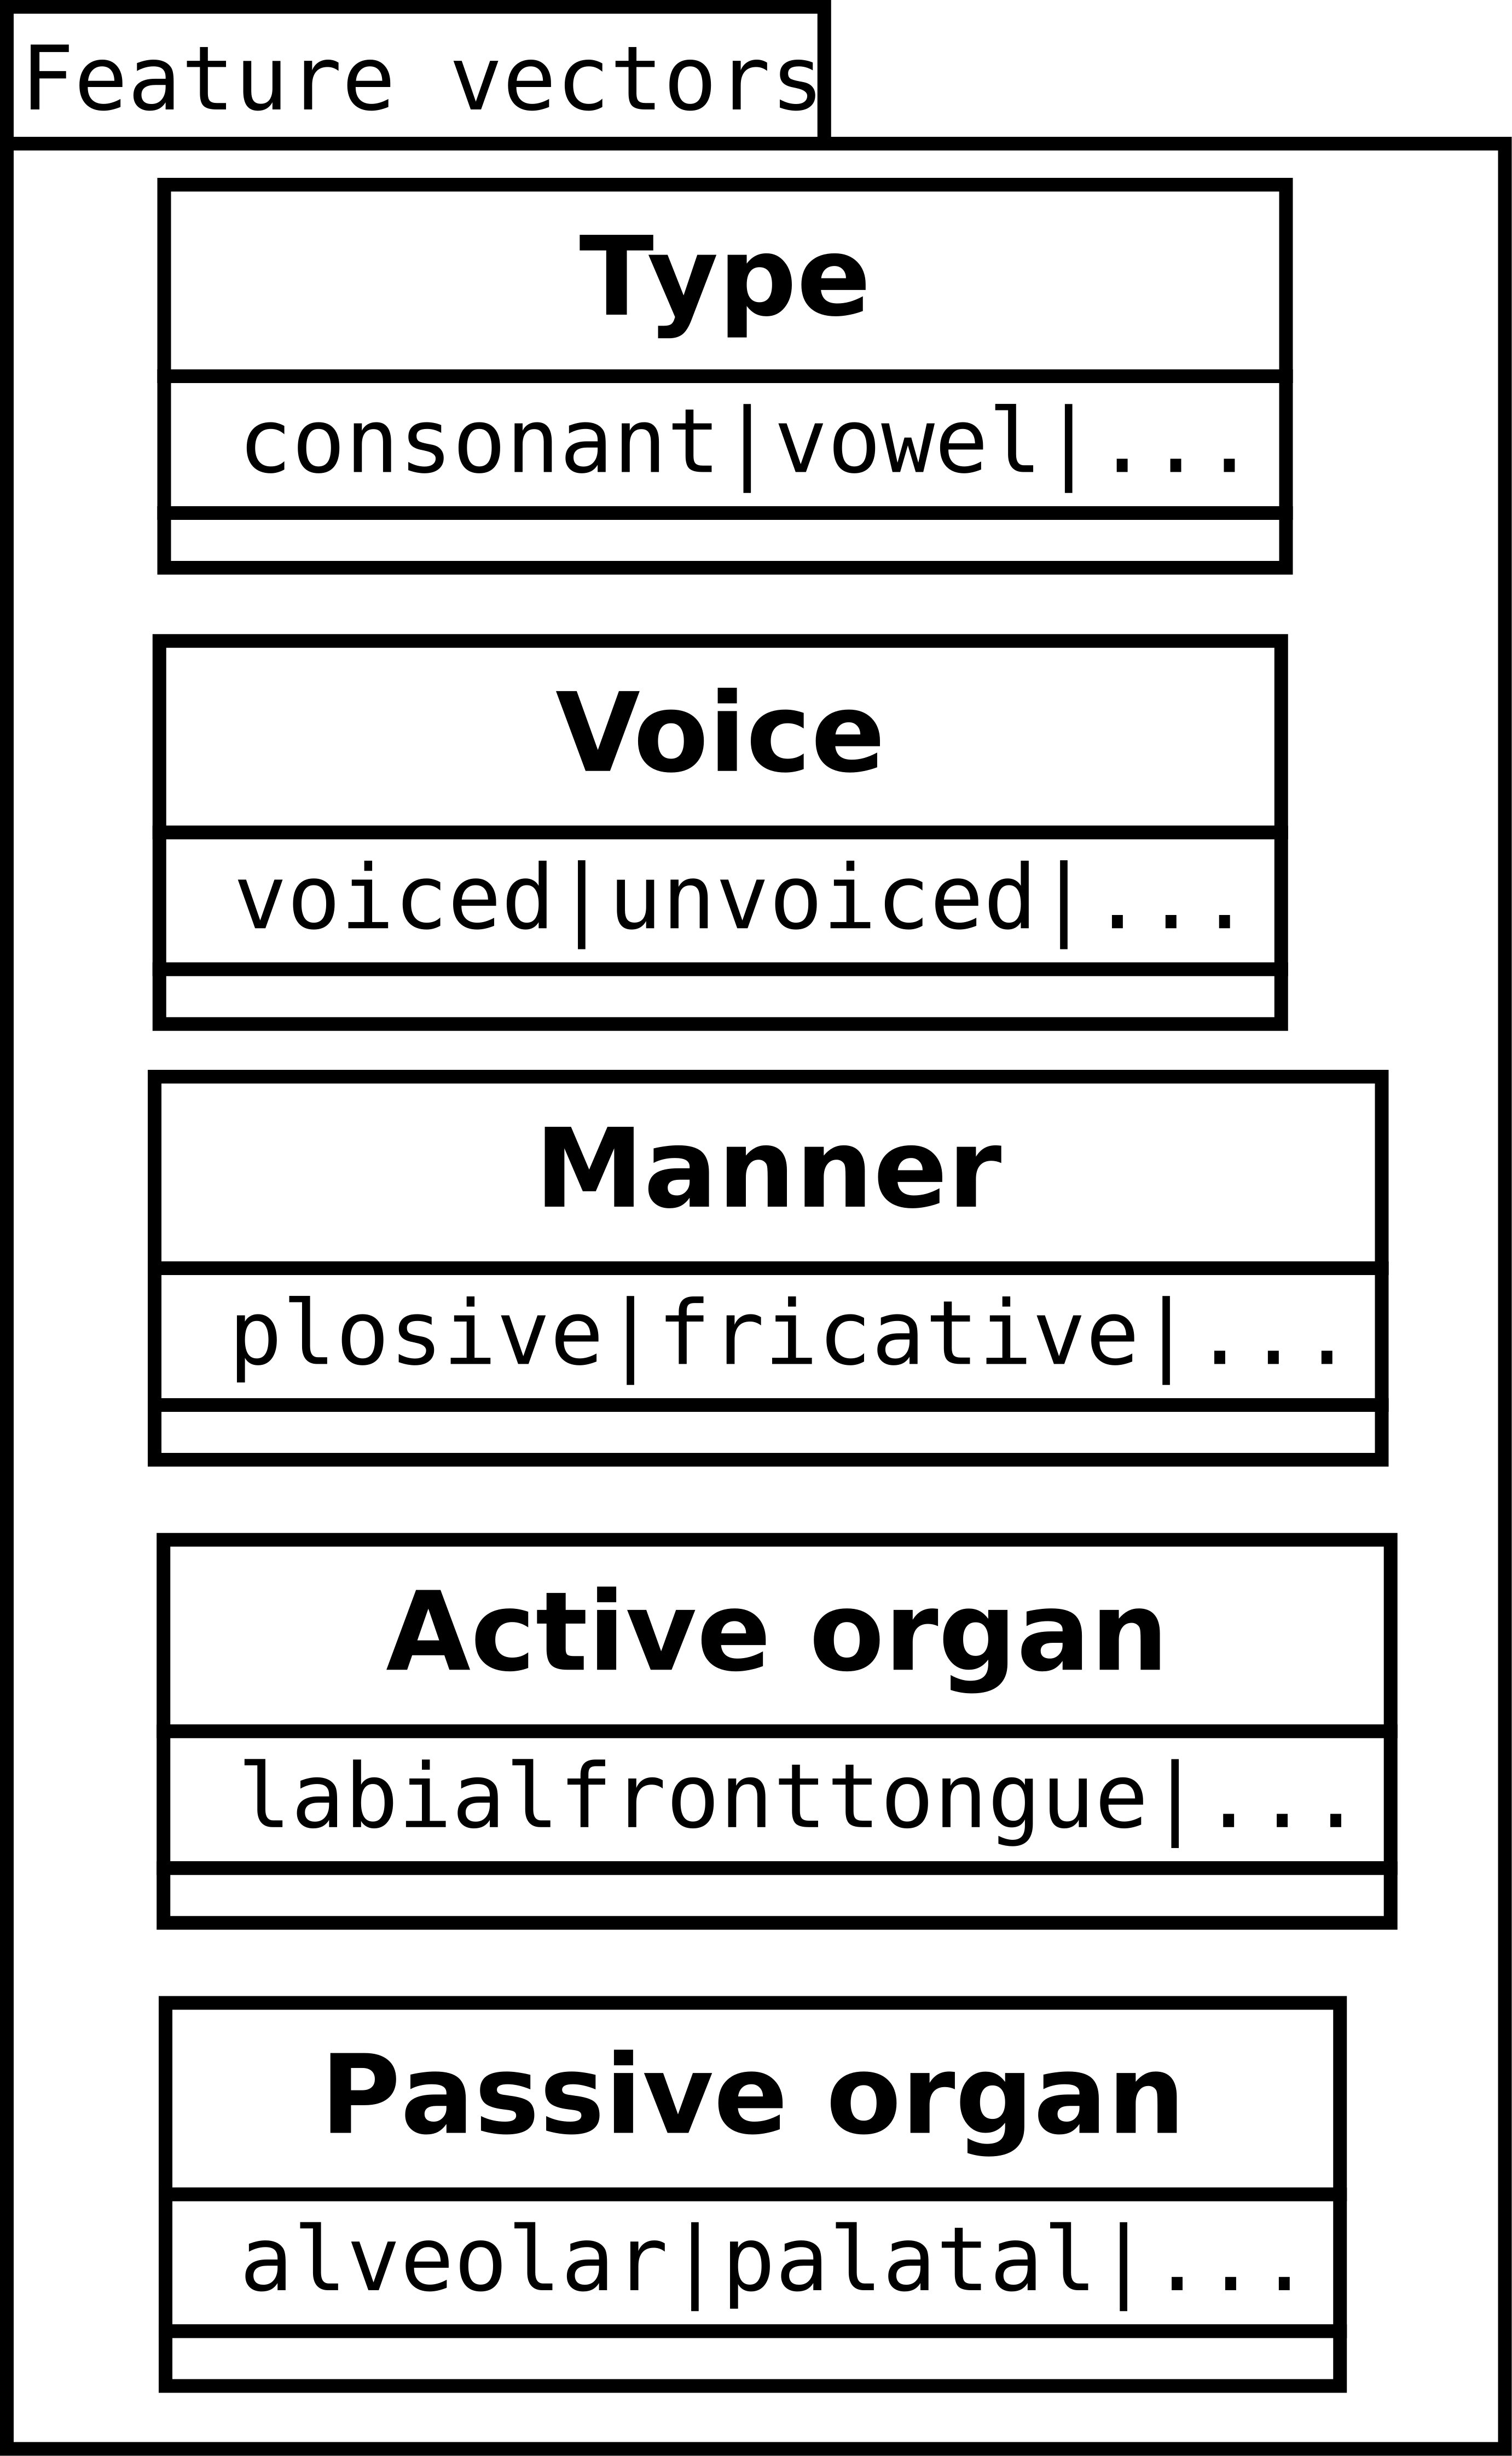 Feature vectors
Type
consonant|vowel|...
Voice
voiced|unvoiced|...
Manner
plosive|fricative|...
Active organ
labialfronttongue|...
Passive organ
alveolar|palatal|...